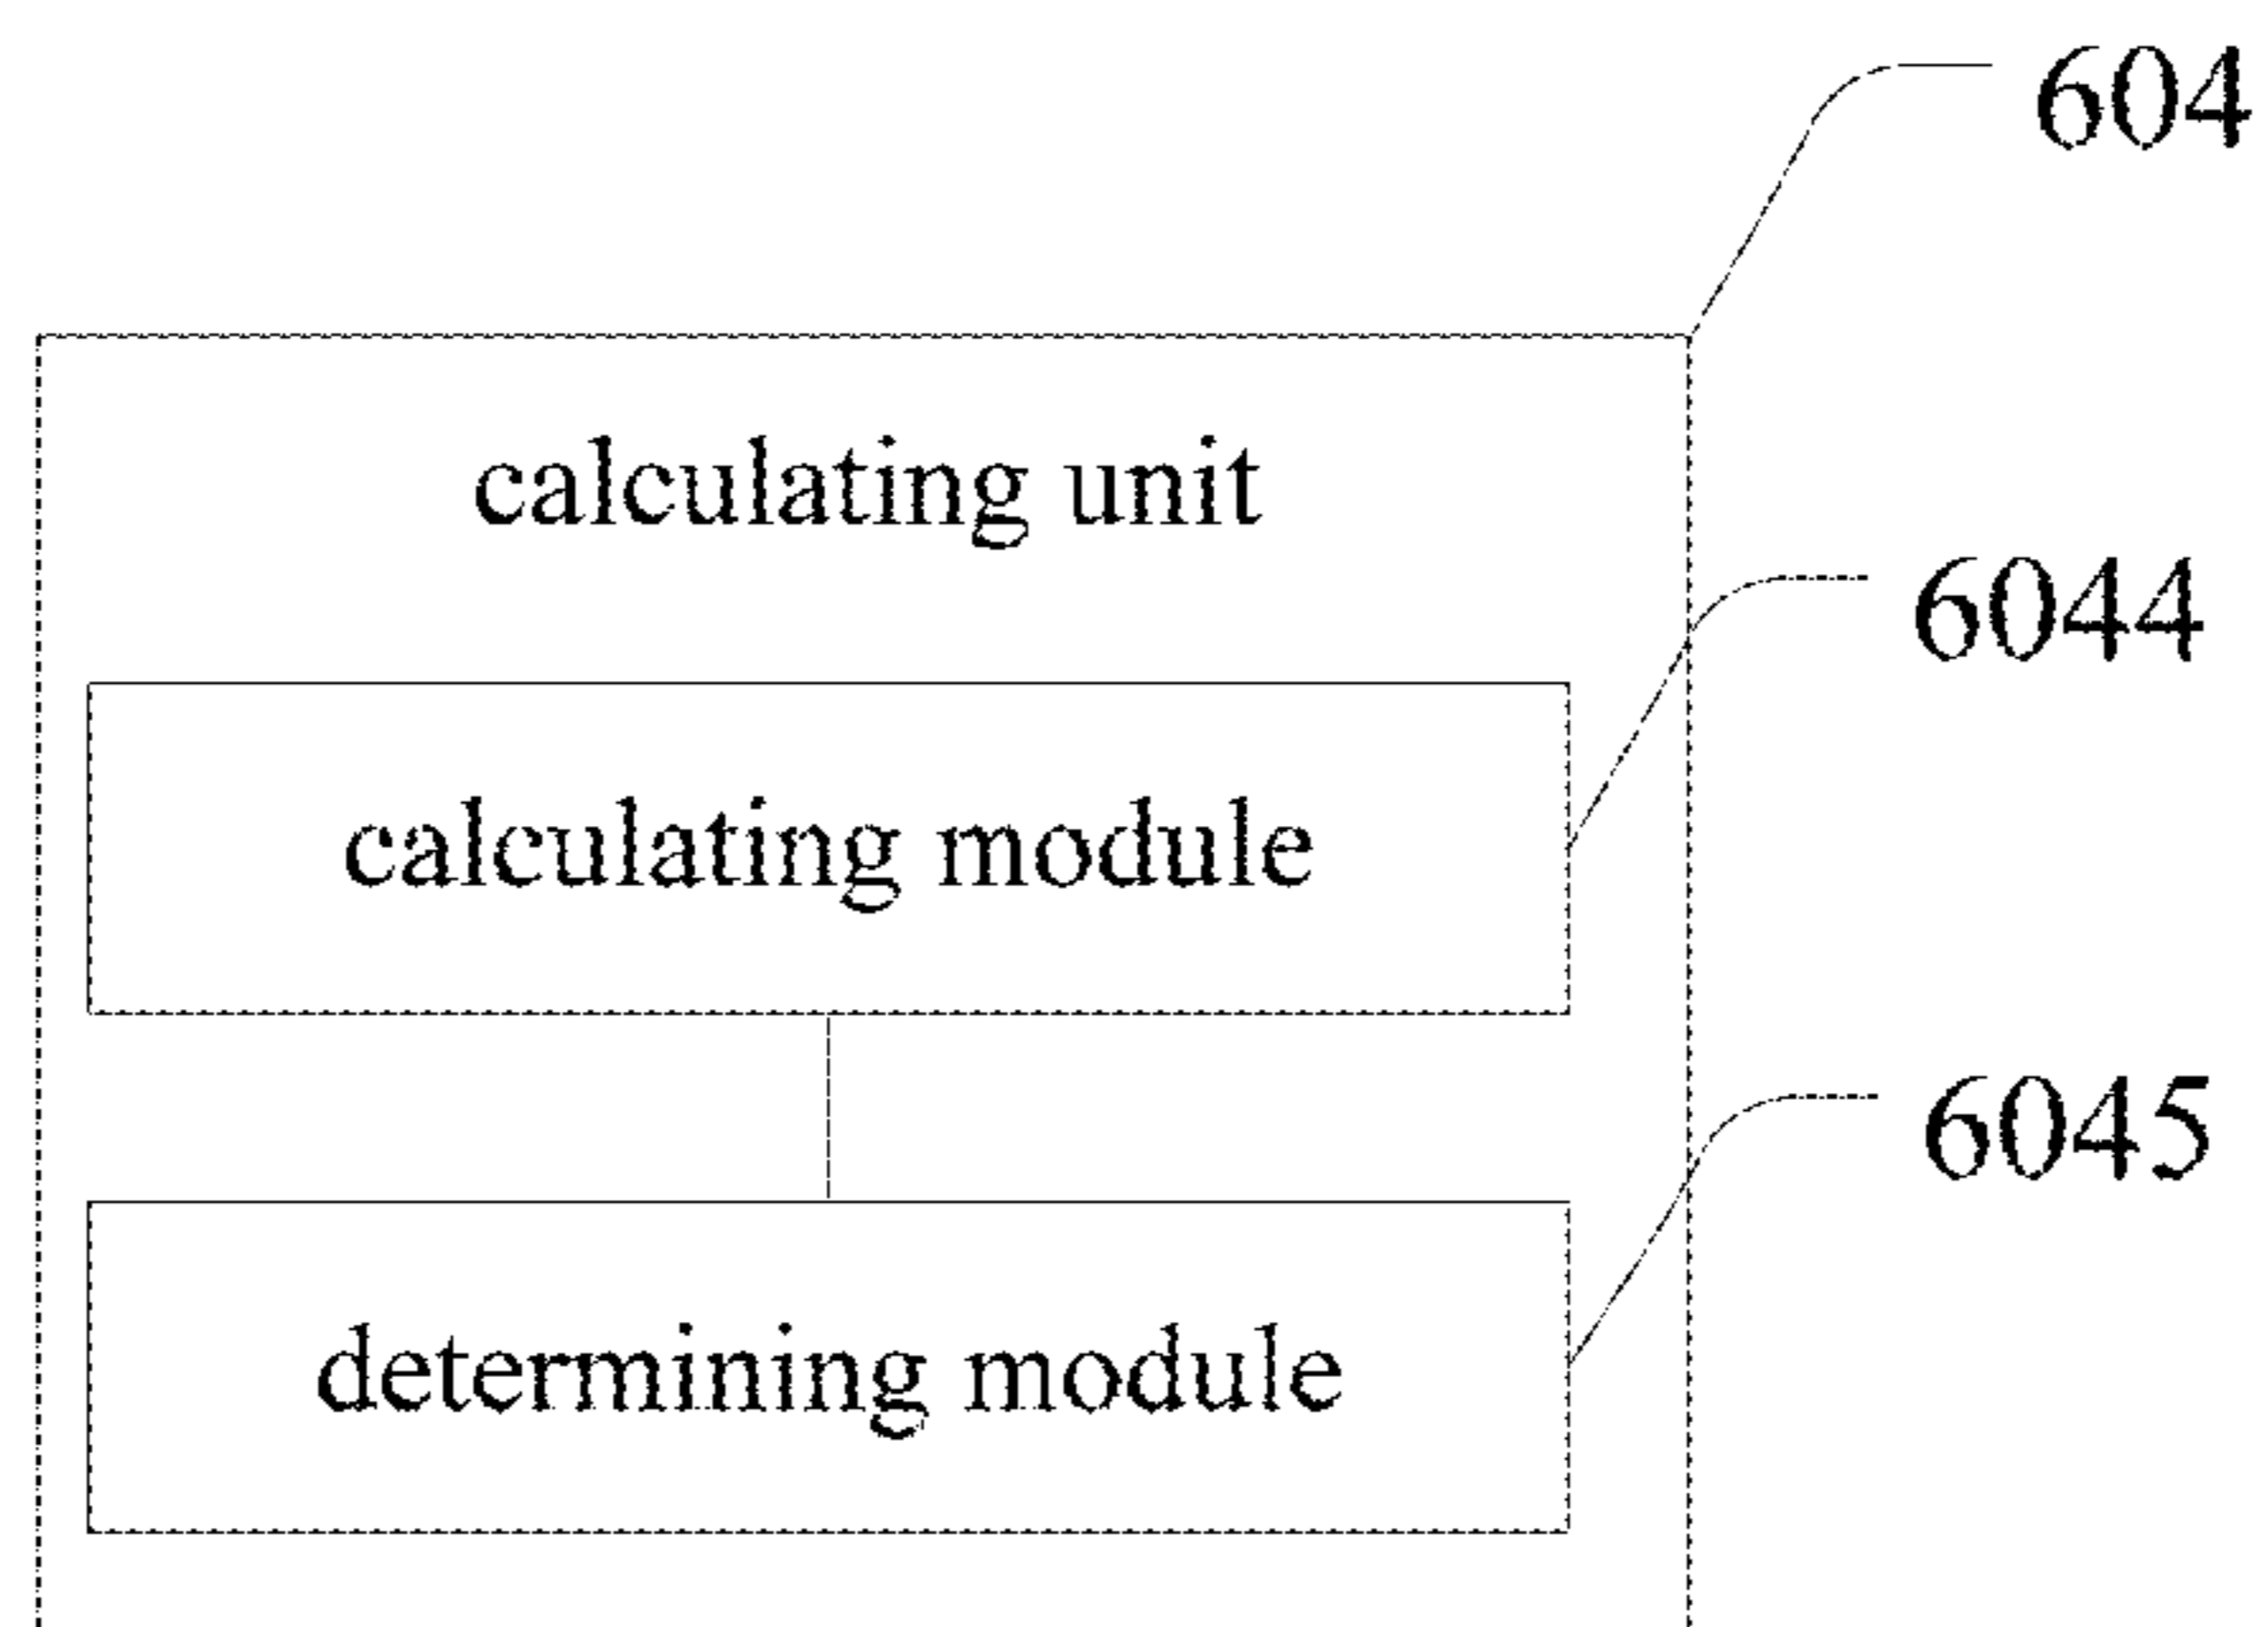 604
calculating unit
6044
calculating module
6045
determining module